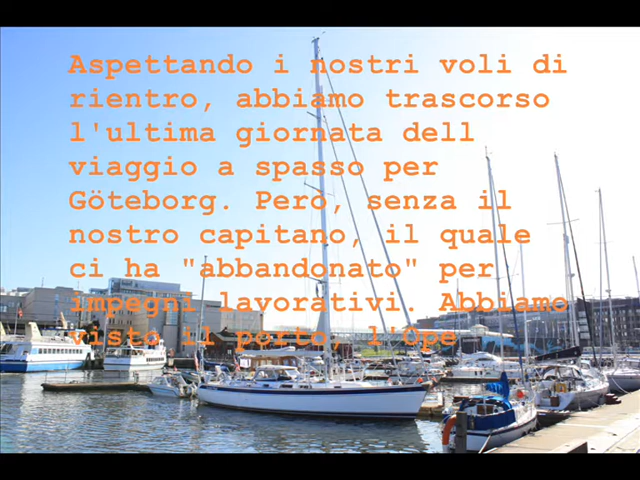 Aspettando i nostri voli di
rientro, abbiamo trascorso
l'ultima giornata dell
viaggio a spasso per
Göteborg. Pero, senza il
nostro capitano, il quale
ci ha "abbandonato" per
impegni lavorativi. Abbiamo
visto il porto, l'Ope